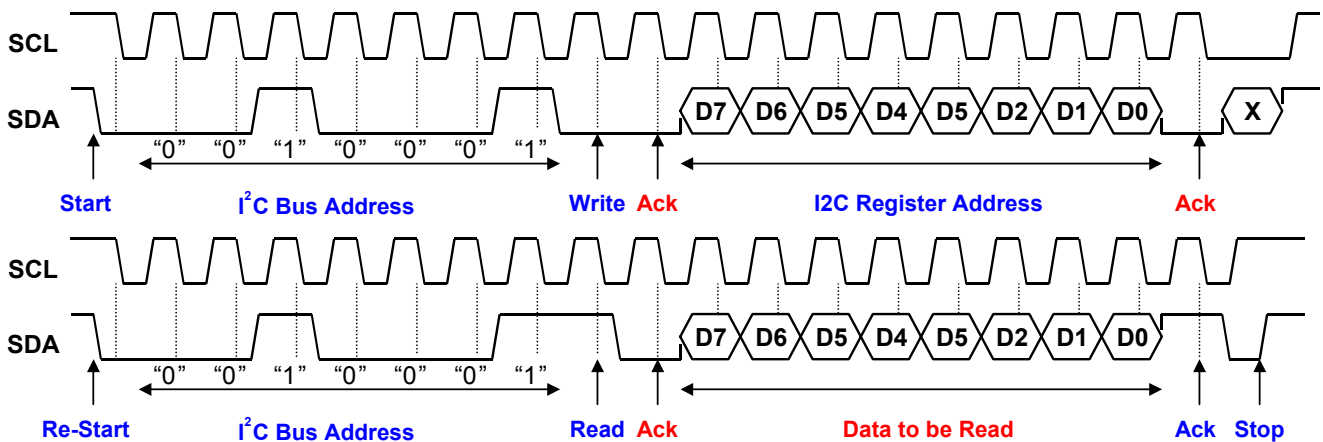 SCL
SDA
D7 D6 D5 D4 D5 D2 D1 D0 X
“0” “0” “1” “0” “0” “0” “1”
Start I²C Bus Address Write Ack I2C Register Address Ack
SCL
SDA
D7 D6 D5 D4 D5 D2 D1 D0
“0” “0” “1” “0” “0” “0” “1”
Re-Start I²C Bus Address Read Ack Data to be Read Ack Stop